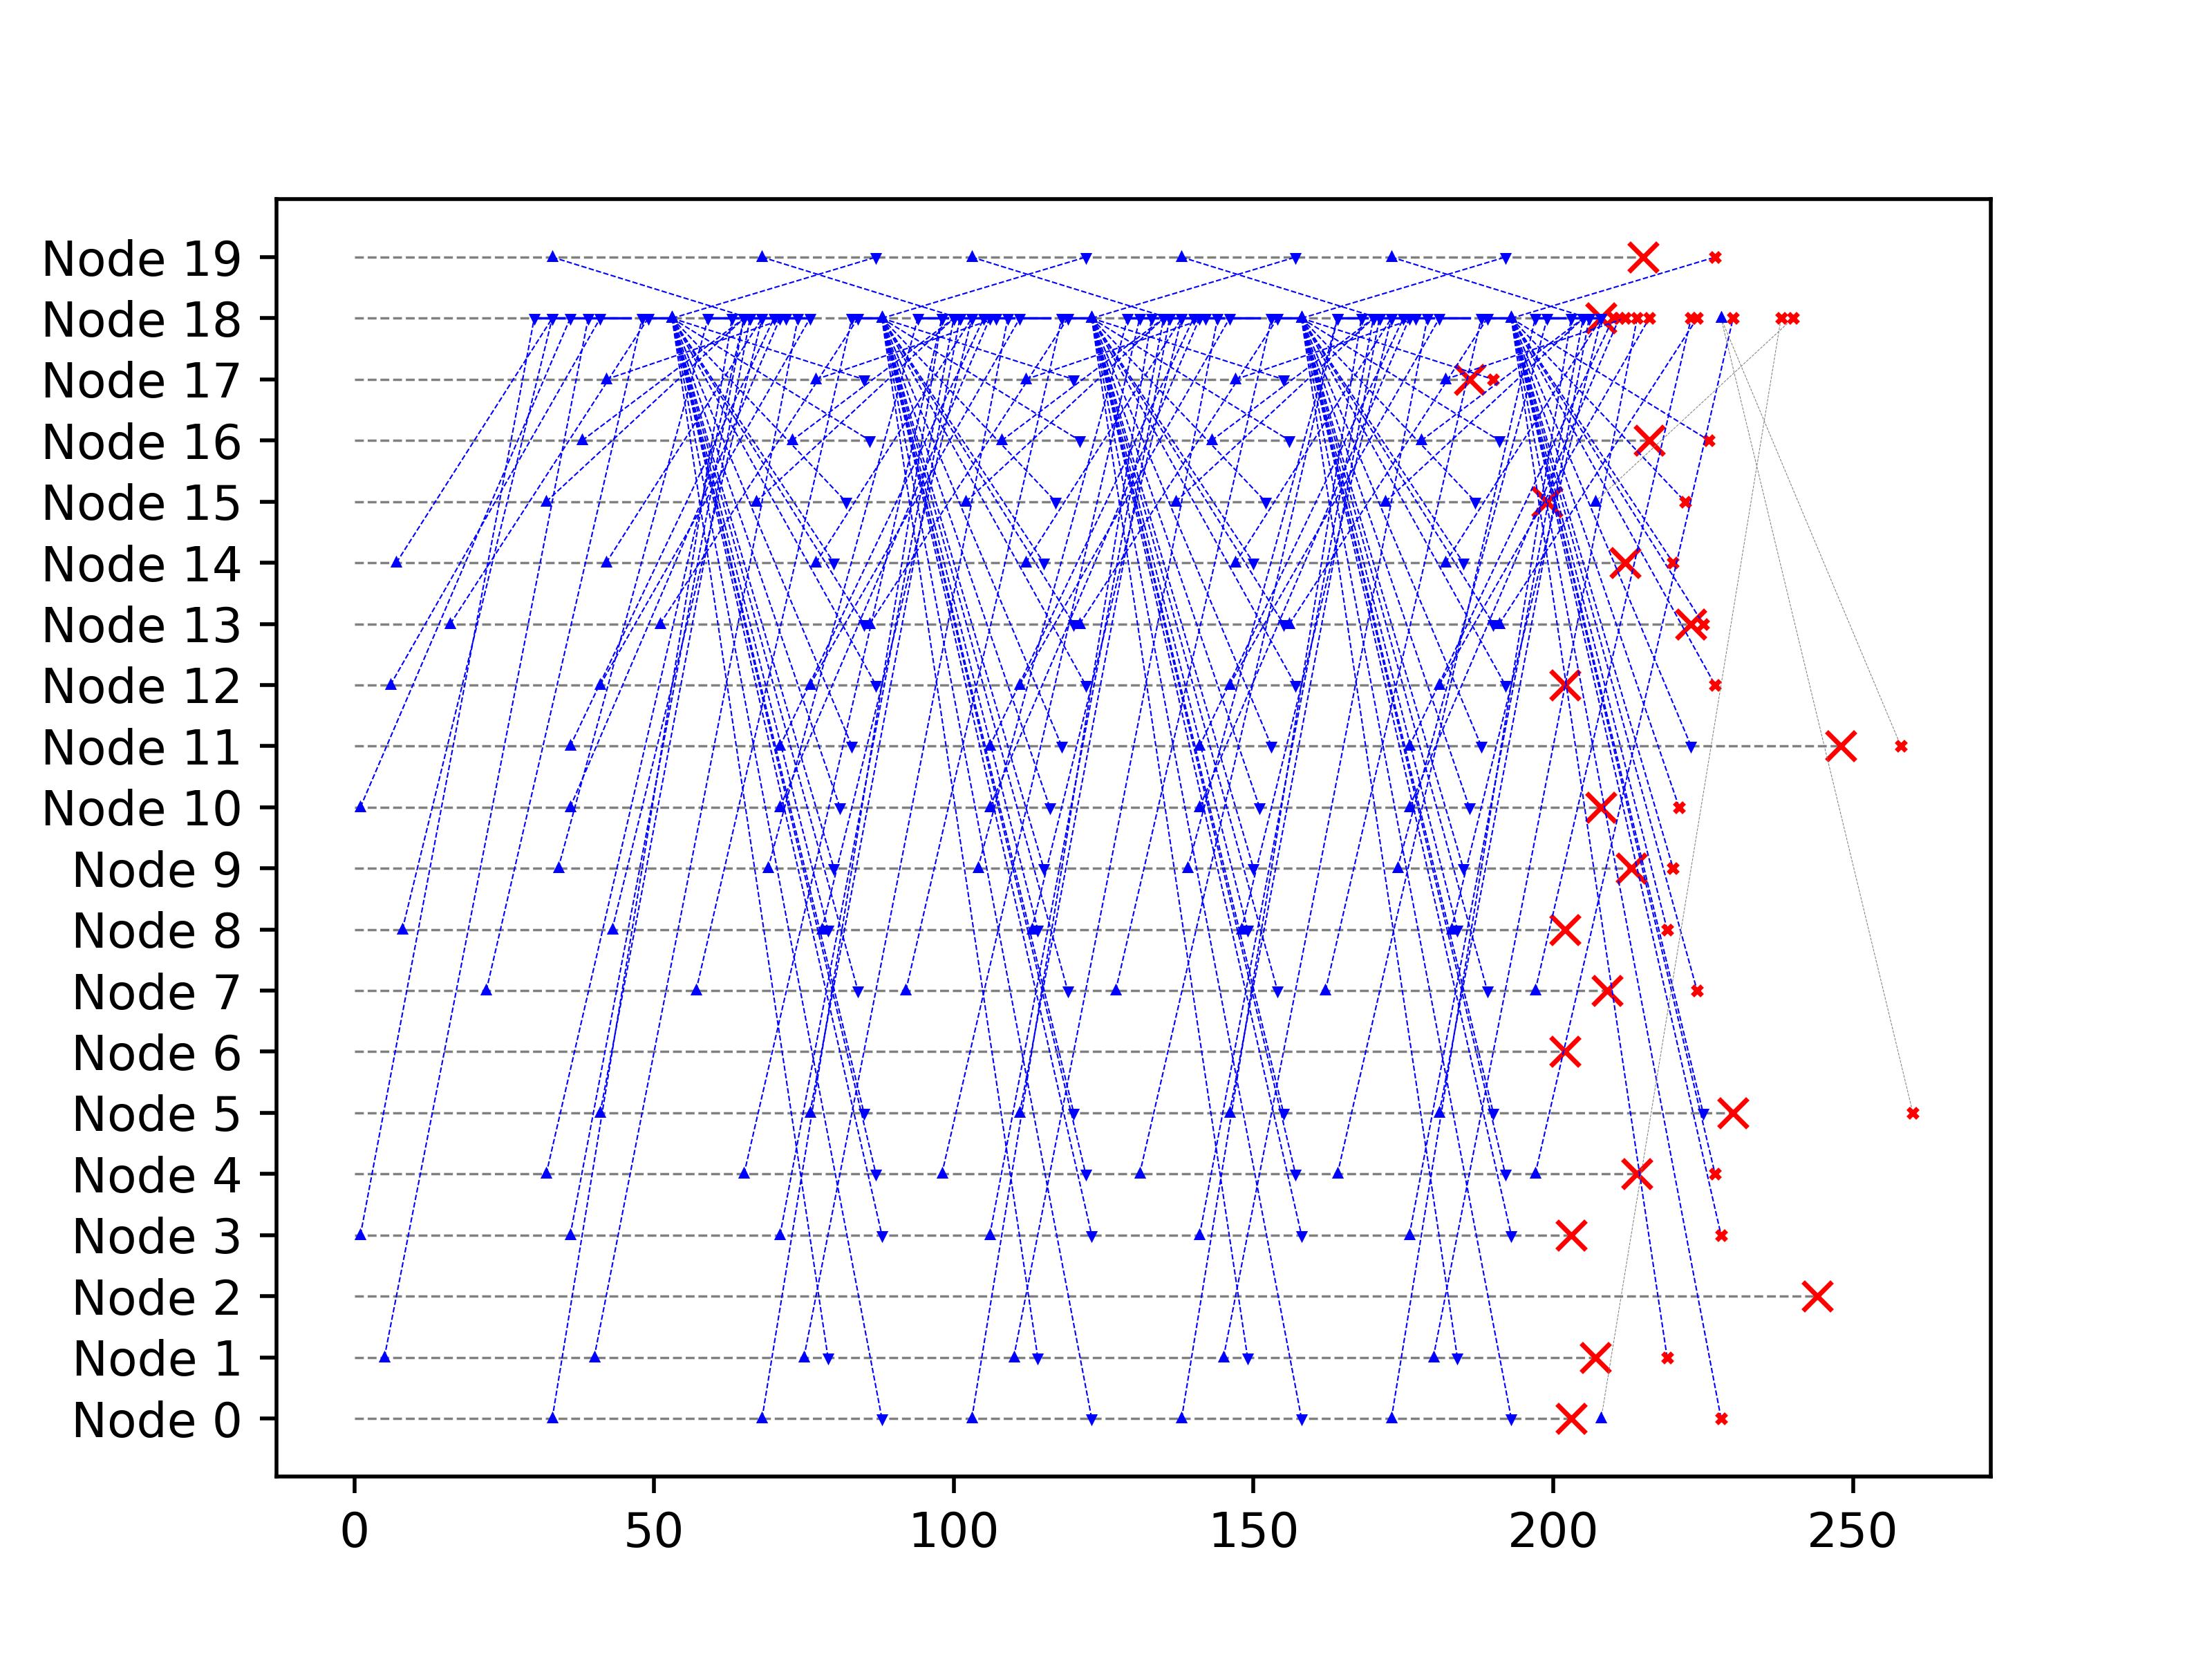 Node 19
Node 18
Node 17
Node 16
Node 15
Node 14
Node 13
Node 12
Node 11
Node 10
Node 9
Node 8
Node 7
Node 6
Node 5
Node 4
Node 3
Node 2
Node 1
Node 0
0 50 100 150 200 250